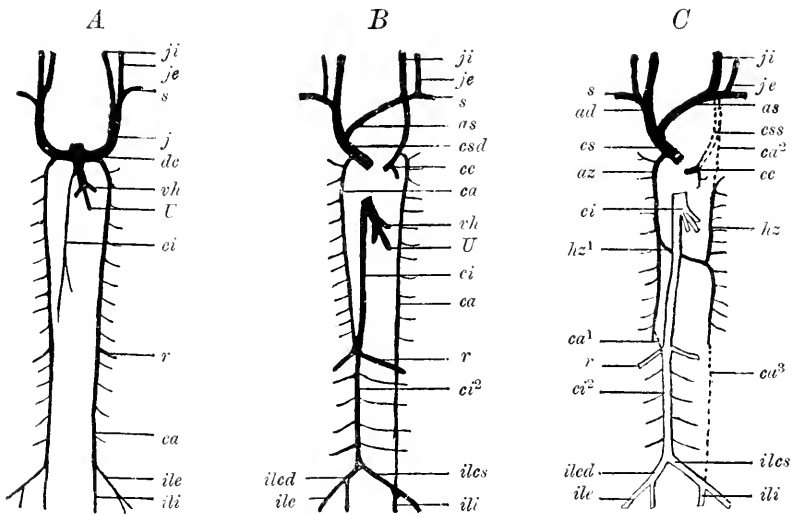 A
B
C
ji
je
s
j
dc
vh
U
ci
r
ca
ile
ili
ji
je
s
as
csd
cc
ca
vh
U
ci
ca
r
ci²
ilcd
ilcs
ile
ili
s
ad
cs
az
ci
hz¹
ca¹
r
ci²
ilcd
ile
ji
je
as
css
ca²
cc
hz
ca³
ilcs
ili